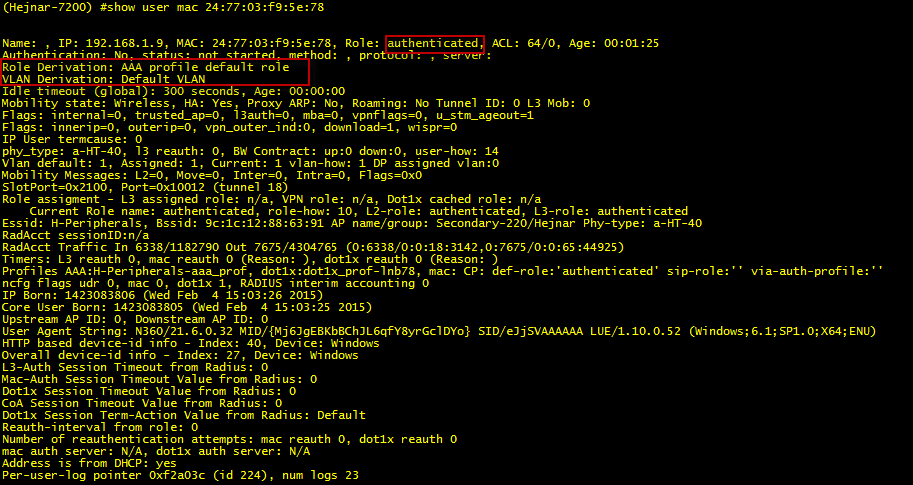 (Hejnar-7200) #show user mac 24:77:03:f9:5e:78
Name: , IP: 192.168.1.9, MAC: 24:77:03:f9:5e:78, Role: authenticated, ACL: 64/0, Age: 00:01:25
Authentication: No, status: not started, method: , protocol: , server:
Role Derivation: AAA profile default role
VLAN Derivation: Default VLAN
Idle timeout (global): 300 seconds, Age: 00:00:00
Mobility state: Wireless, HA: Yes, Proxy ARP: No, Roaming: No Tunnel ID: 0 L3 Mob: 0
Flags: internal=0, trusted_ap=0, l3auth=0, mba=0, vpnflags=0, u_stm_ageout=1
Flags: innerip=0, outerip=0, vpn_outer_ind:0, download=1, wispr=0
IP User termcause: 0
phy_type: a-HT-40, l3 reauth: 0, BW Contract: up:0 down:0, user-how: 14
Vlan default: 1, Assigned: 1, Current: 1 vlan-how: 1 DP assigned vlan:0
Mobility Messages: L2=0, Move=0, Inter=0, Intra=0, Flags=0x0
SlotPort=0x2100, Port=0x10012 (tunnel 18)
Role assigment - L3 assigned role: n/a, VPN role: n/a, Dot1x cached role: n/a
Current Role name: authenticated, role-how: 10, L2-role: authenticated, L3-role: authenticated
Essid: H-Peripherals, Bssid: 9c:1c:12:88:63:91 AP name/group: Secondary-220/Hejnar Phy-type: a-HT-40
RadAcct sessionID:n/a
RadAcct Traffic In 6338/1182790 Out 7675/4304765 (0:6338/0:0:18:3142,0:7675/0:0:65:44925)
Timers: L3 reauth 0, mac reauth 0 (Reason: ), dot1x reauth 0 (Reason: )
Profiles AAA:H-Peripherals-aaa_prof, dot1x:dot1x_prof-lnb78, mac: CP: def-role:'authenticated' sip-role:'' via-auth-profile:''
ncfg flags udr 0, mac 0, dot1x 1, RADIUS interim accounting 0
IP Born: 1423083806 (Wed Feb  4 15:03:26 2015)
Core User Born: 1423083805 (Wed Feb  4 15:03:25 2015)
Upstream AP ID: 0, Downstream AP ID: 0
User Agent String: N360/21.6.0.32 MID/{Mj6JgEBKbBChJL6qfY8yrGclDYo} SID/eJjSVAAAAAA LUE/1.10.0.52 (Windows;6.1;SP1.0;X64;ENU)
HTTP based device-id info - Index: 40, Device: Windows
Overall device-id info - Index: 27, Device: Windows
L3-Auth Session Timeout from Radius: 0
Mac-Auth Session Timeout Value from Radius: 0
Dot1x Session Timeout Value from Radius: 0
CoA Session Timeout Value from Radius: 0
Dot1x Session Term-Action Value from Radius: Default
Reauth-interval from role: 0
Number of reauthentication attempts: mac reauth 0, dot1x reauth 0
mac auth server: N/A, dot1x auth server: N/A
Address is from DHCP: yes
Per-user-log pointer 0xf2a03c (id 224), num logs 23